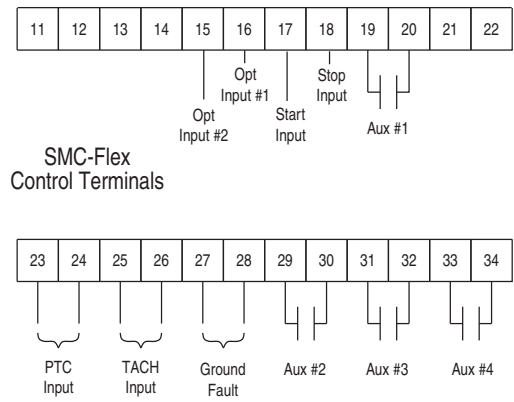 11 12 13 14 15 16 17 18 19 20 21 22
Opt
Input #1
Stop
Input
Opt
Input #2
Start
Input
Aux #1
SMC-Flex
Control Terminals
23 24 25 26 27 28 29 30 31 32 33 34
PTC
Input
TACH
Input
Ground
Fault
Aux #2
Aux #3
Aux #4